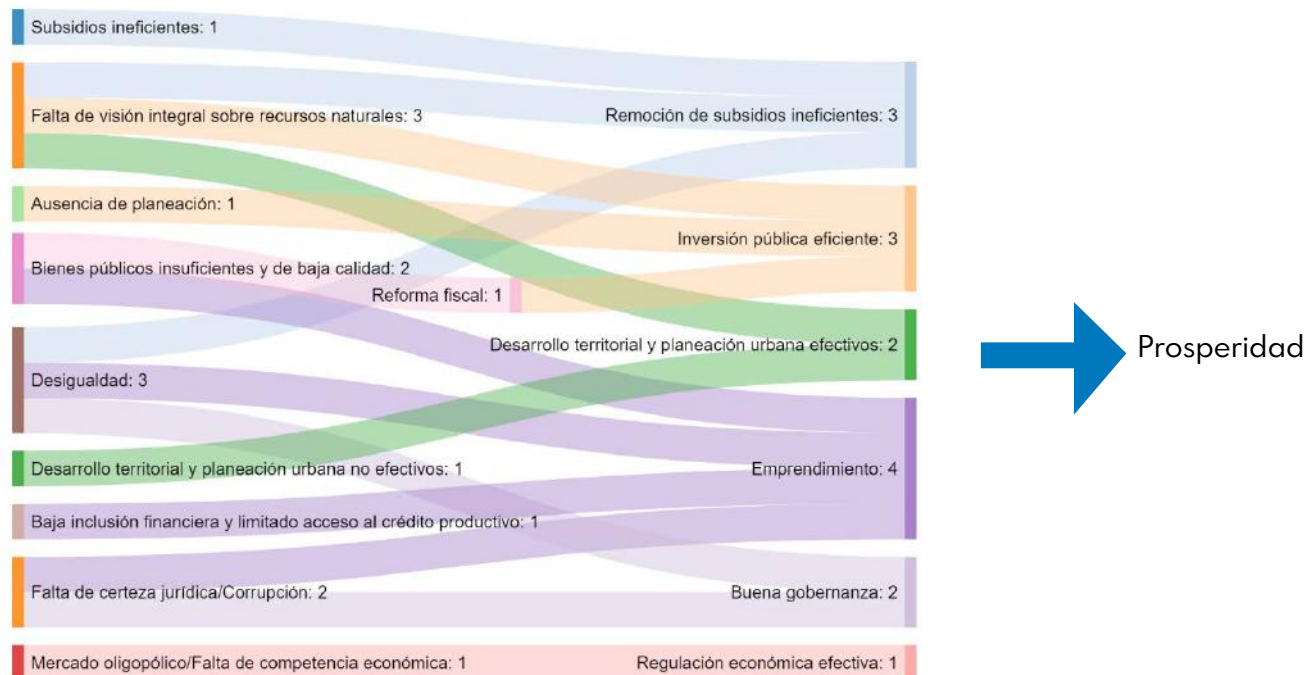 Subsidios ineficientes: 1
Falta de visión integral sobre recursos naturales: 3
Remoción de subsidios ineficientes: 3
Ausencia de planeación: 1
Inversión pública eficiente: 3
Bienes públicos insuficientes y de baja calidad: 2
Reforma fiscal: 1
Desarrollo territorial y planeación urbana efectivos: 2
Prosperidad
Desigualdad: 3
Desarrollo territorial y planeación urbana no efectivos: 1
Emprendimiento: 4
Baja inclusión financiera y limitado acceso al crédito productivo: 1
Falta de certeza jurídica/Corrupción: 2
Buena gobernanza: 2
Mercado oligopólico/Falta de competencia económica: 1
Regulación económica efectiva: 1